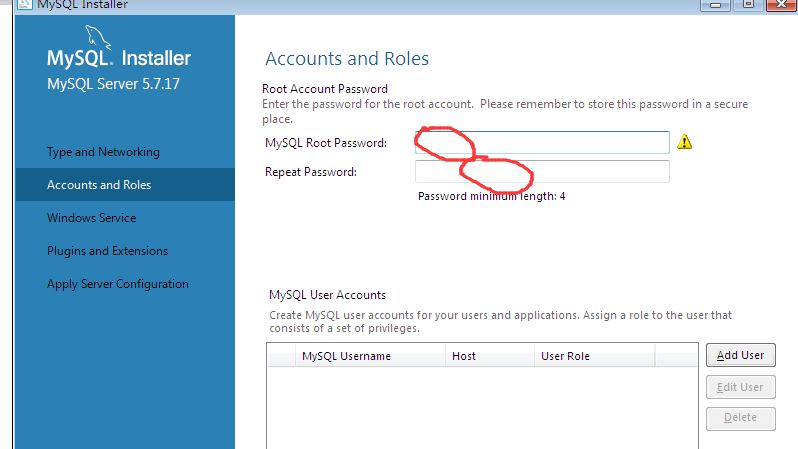 MySQL Installer
MySQL. Installer
MySQL Server 5.7.17
Type and Networking
Accounts and Roles
Windows Service
Plugins and Extensions
Apply Server Configuration
Accounts and Roles
Root Account Password
Enter the password for the root account. Please remember to store this password in a secure
place.
MySQL Root Password:
Repeat Password:
Password minimum length: 4
MySQL User Accounts
Create MySQL user accounts for your users and applications. Assign a role to the user that
consists of a set of privileges.
MySQL Username Host User Role
Add User
Edit User
Delete